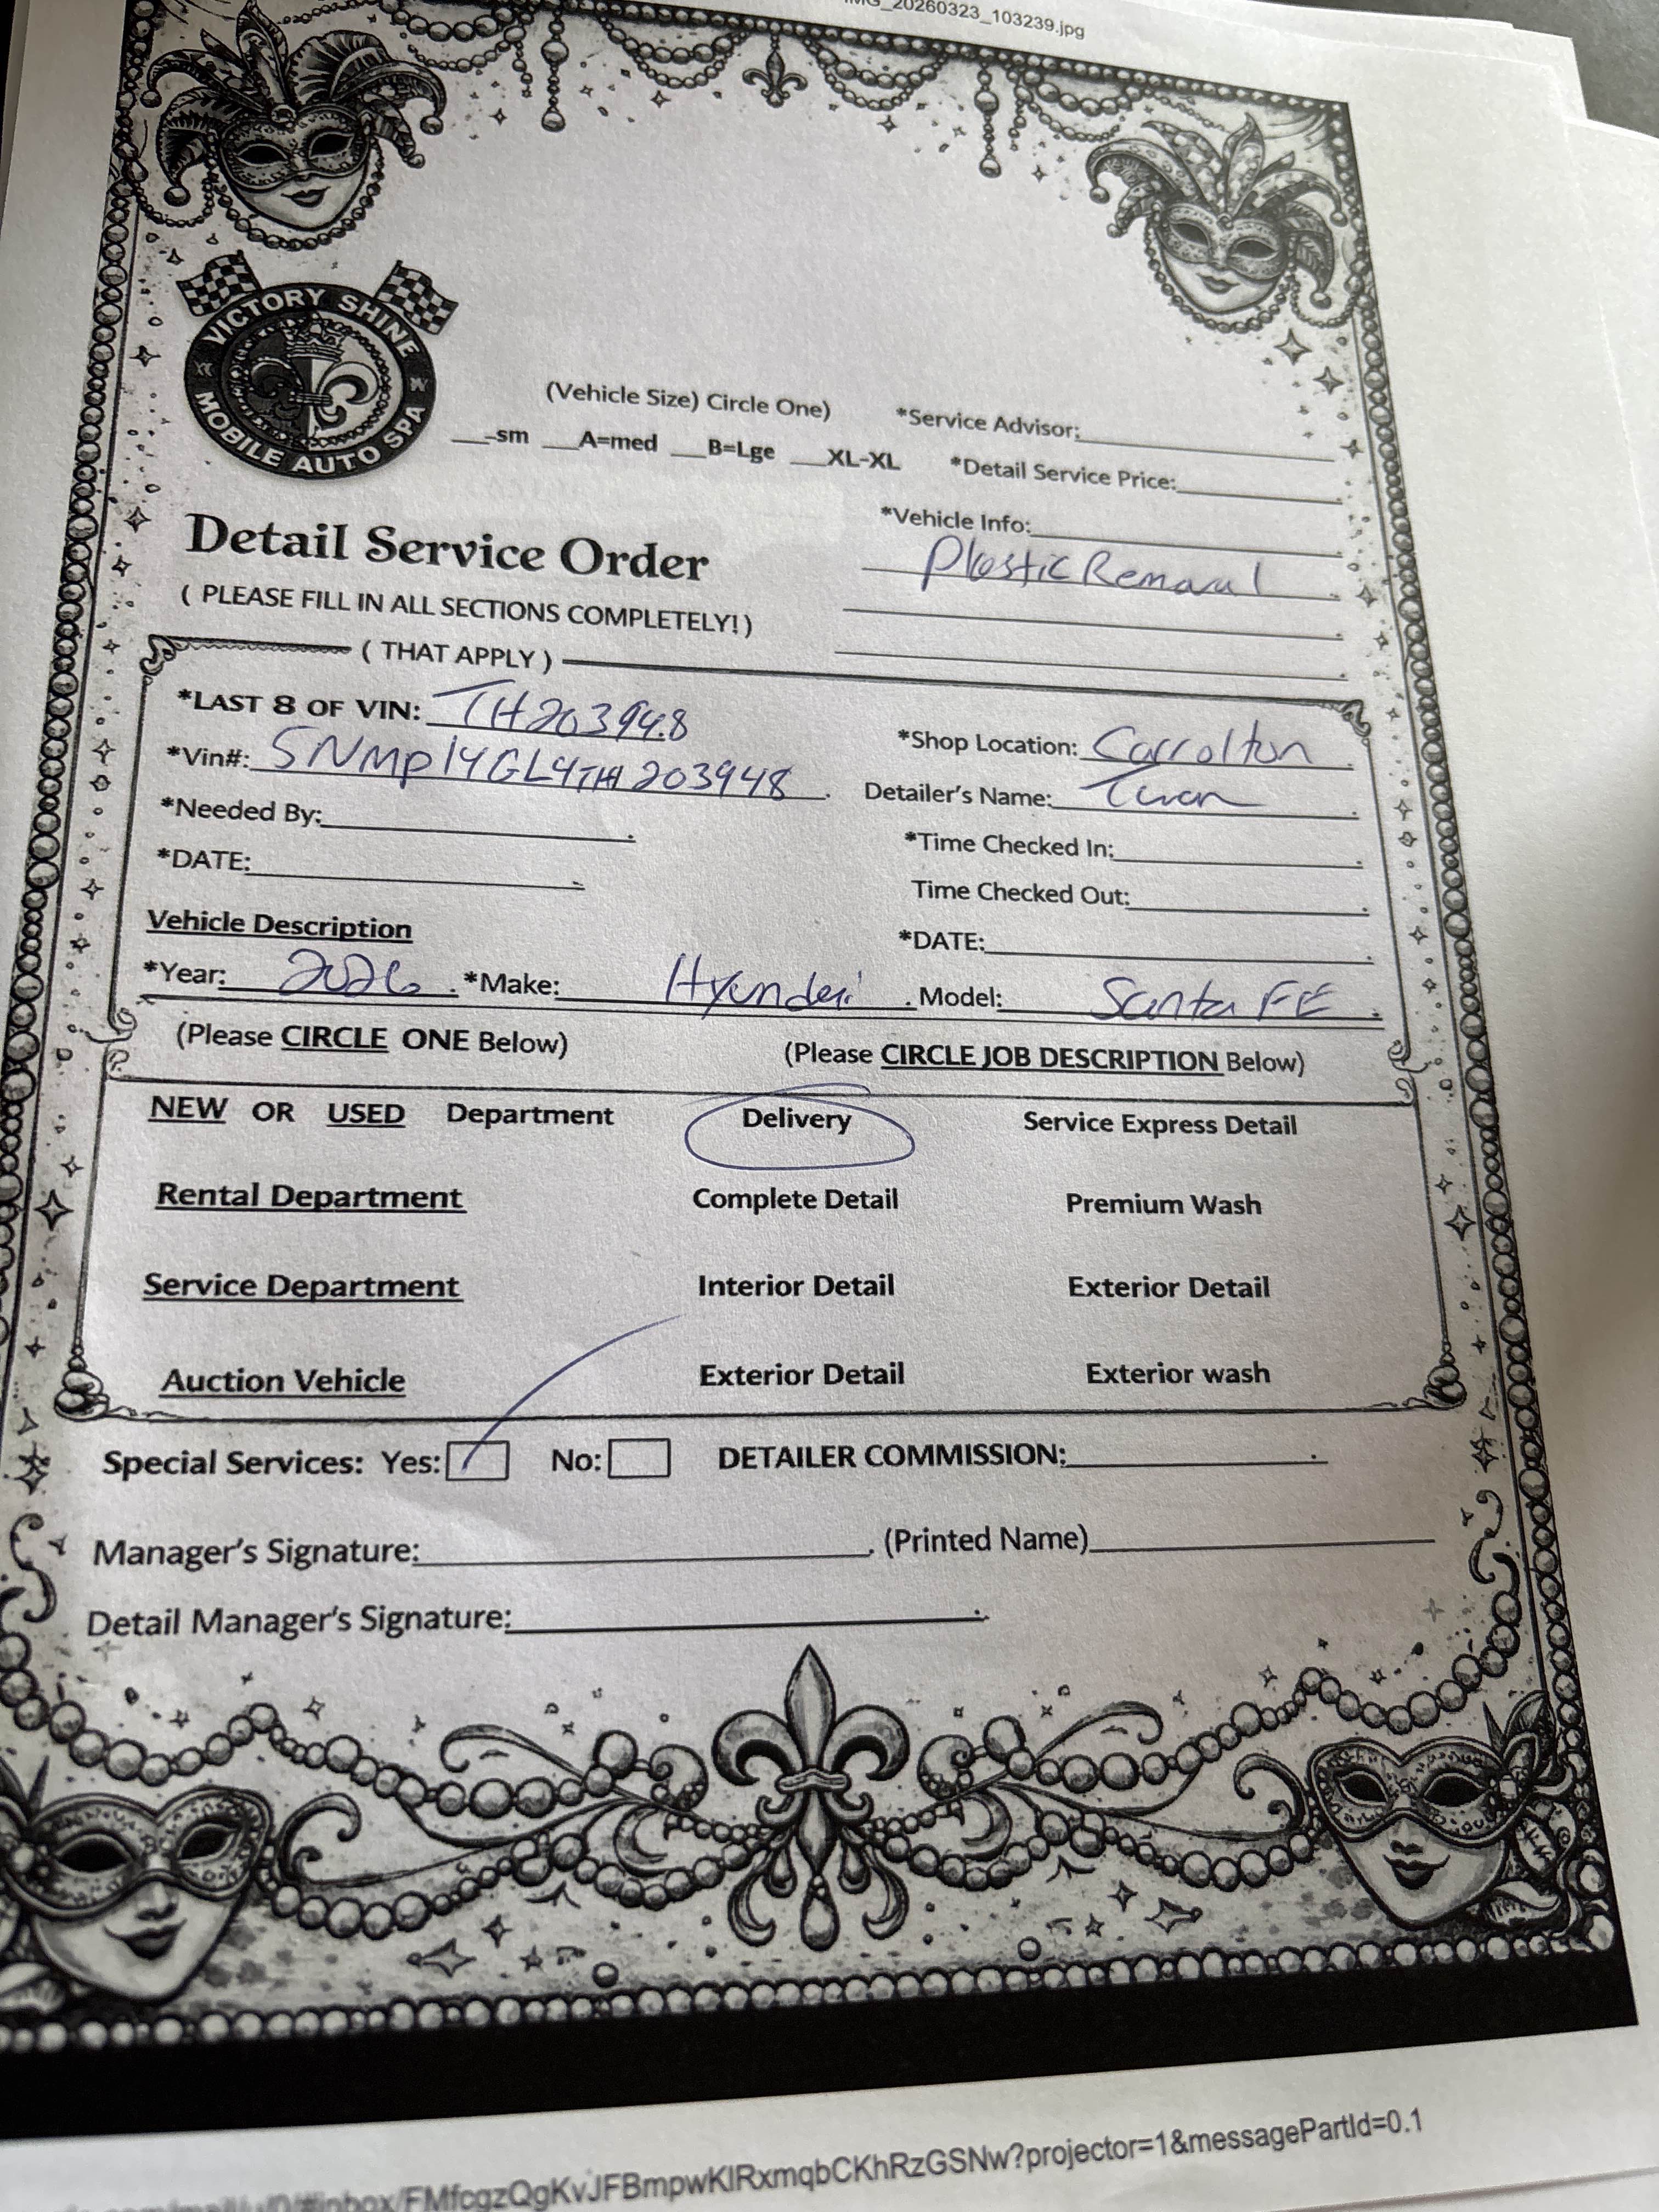 IMG_20260323_103239.jpg
VICTORY SHINE
MOBILE AUTO SPA
(Vehicle Size) Circle One)
*Service Advisor:
___-sm ___A=med ___B=Lge ___XL-XL
*Detail Service Price:
*Vehicle Info:
Plastic Removal
Detail Service Order
( PLEASE FILL IN ALL SECTIONS COMPLETELY! )
( THAT APPLY )
*LAST 8 OF VIN: TH203948
*Shop Location: Carrolton
*Vin#: 5NMP14GL4TH203948
Detailer's Name:
*Needed By:
*Time Checked In:
*DATE:
Time Checked Out:
Vehicle Description
*DATE:
*Year: 2026 *Make: Hyundai Model: Santa FE
(Please CIRCLE ONE Below) (Please CIRCLE JOB DESCRIPTION Below)
NEW OR USED Department Delivery Service Express Detail
Rental Department Complete Detail Premium Wash
Service Department Interior Detail Exterior Detail
Auction Vehicle Exterior Detail Exterior wash
Special Services: Yes: No: DETAILER COMMISSION:
Manager's Signature: (Printed Name)
Detail Manager's Signature:
FMfcgzQgKvJFBmpwKlRxmqbCKhRzGSNw?projector=1&messagePartId=0.1